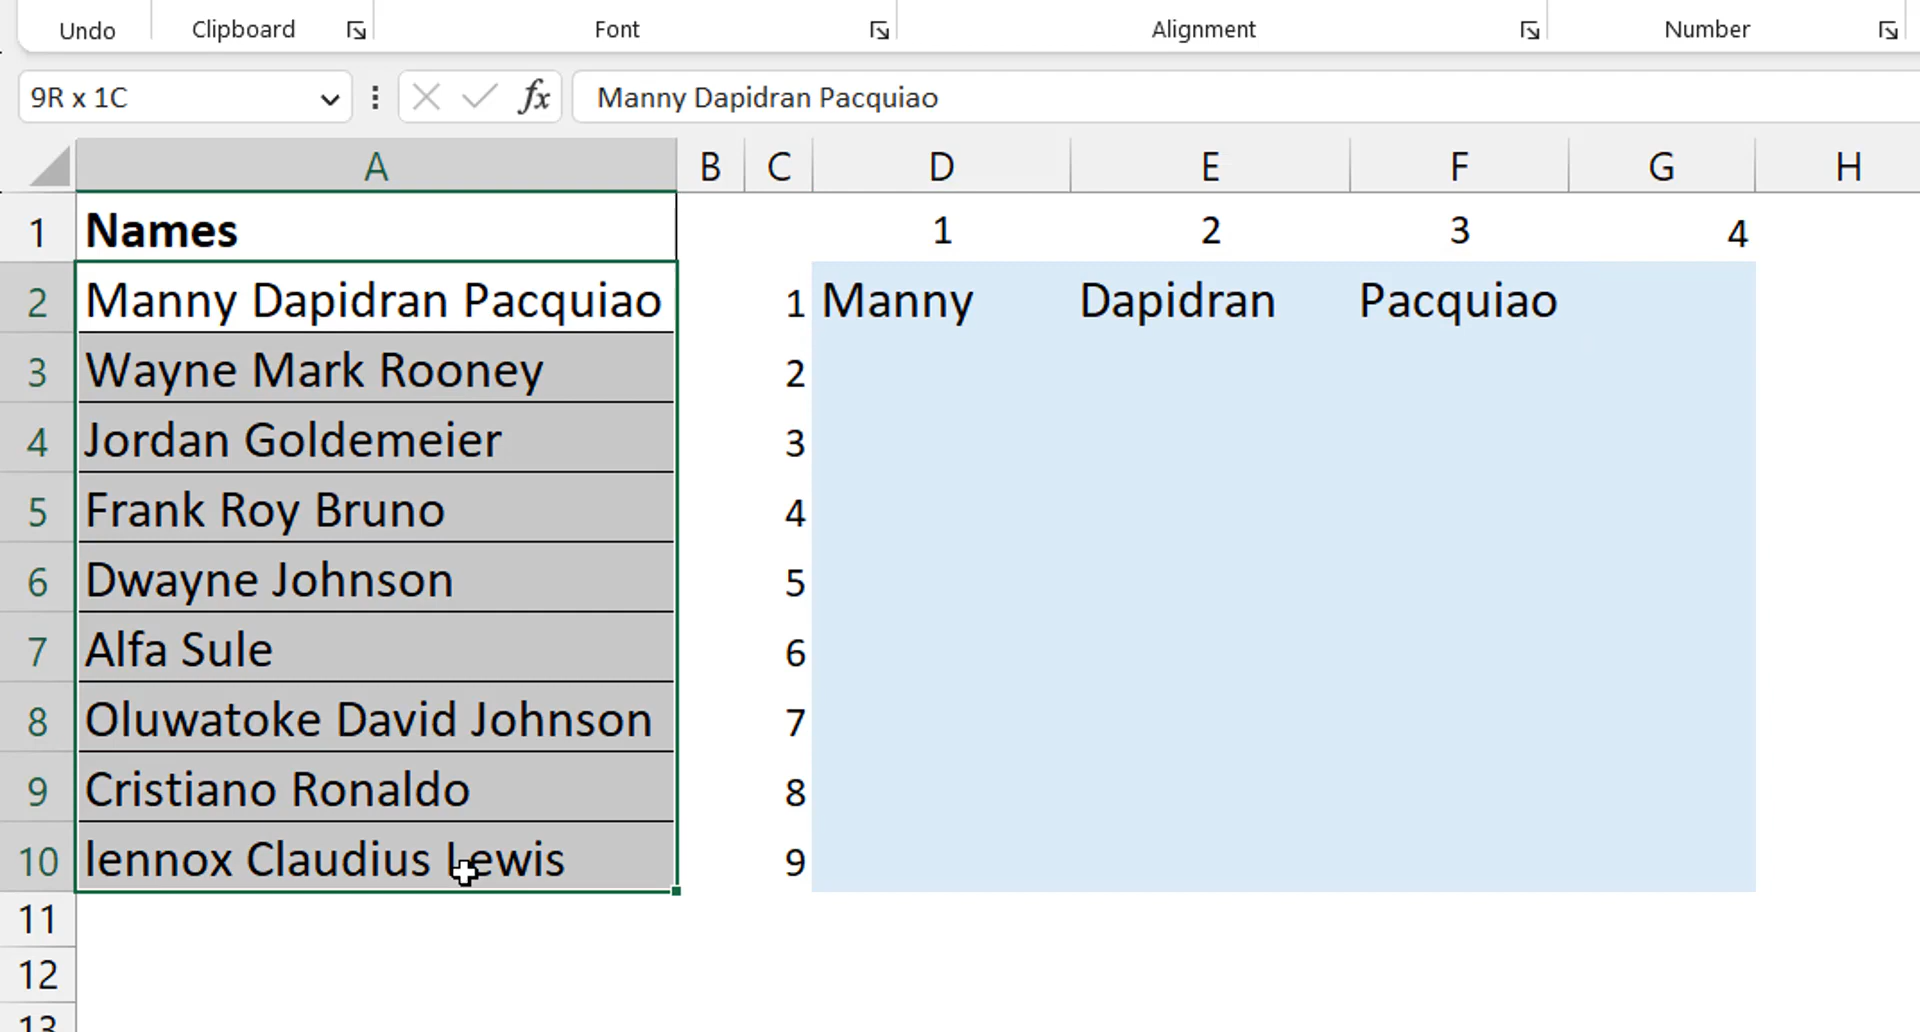 Undo Clipboard Font Alignment Number
9R x 1C fx Manny Dapidran Pacquiao
A B C D E F G H
1 Names 1 2 3 4
2 Manny Dapidran Pacquiao 1 Manny Dapidran Pacquiao
3 Wayne Mark Rooney 2
4 Jordan Goldemeier 3
5 Frank Roy Bruno 4
6 Dwayne Johnson 5
7 Alfa Sule 6
8 Oluwatoke David Johnson 7
9 Cristiano Ronaldo 8
10 lennox Claudius Lewis 9
11
12
13